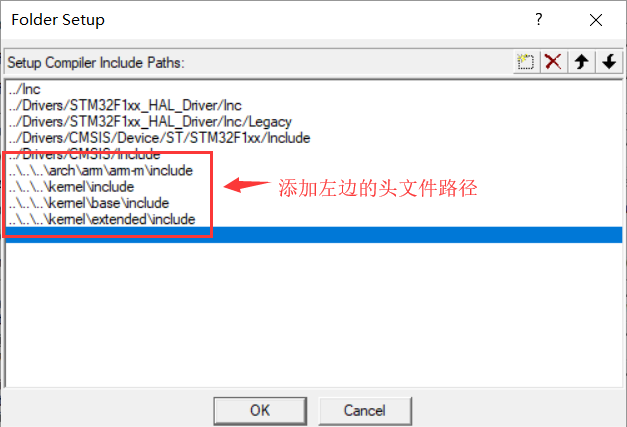 Folder Setup
Setup Compiler Include Paths:
../Inc
../Drivers/STM32F1xx_HAL_Driver/Inc
../Drivers/STM32F1xx_HAL_Driver/Inc/Legacy
../Drivers/CMSIS/Device/ST/STM32F1xx/Include
../Drivers/CMSIS/Include
..\..\..\arch\arm\arm-m\include
..\..\..\kernel\include
..\..\..\kernel\base\include
..\..\..\kernel\extended\include
添加左边的头文件路径
OK
Cancel